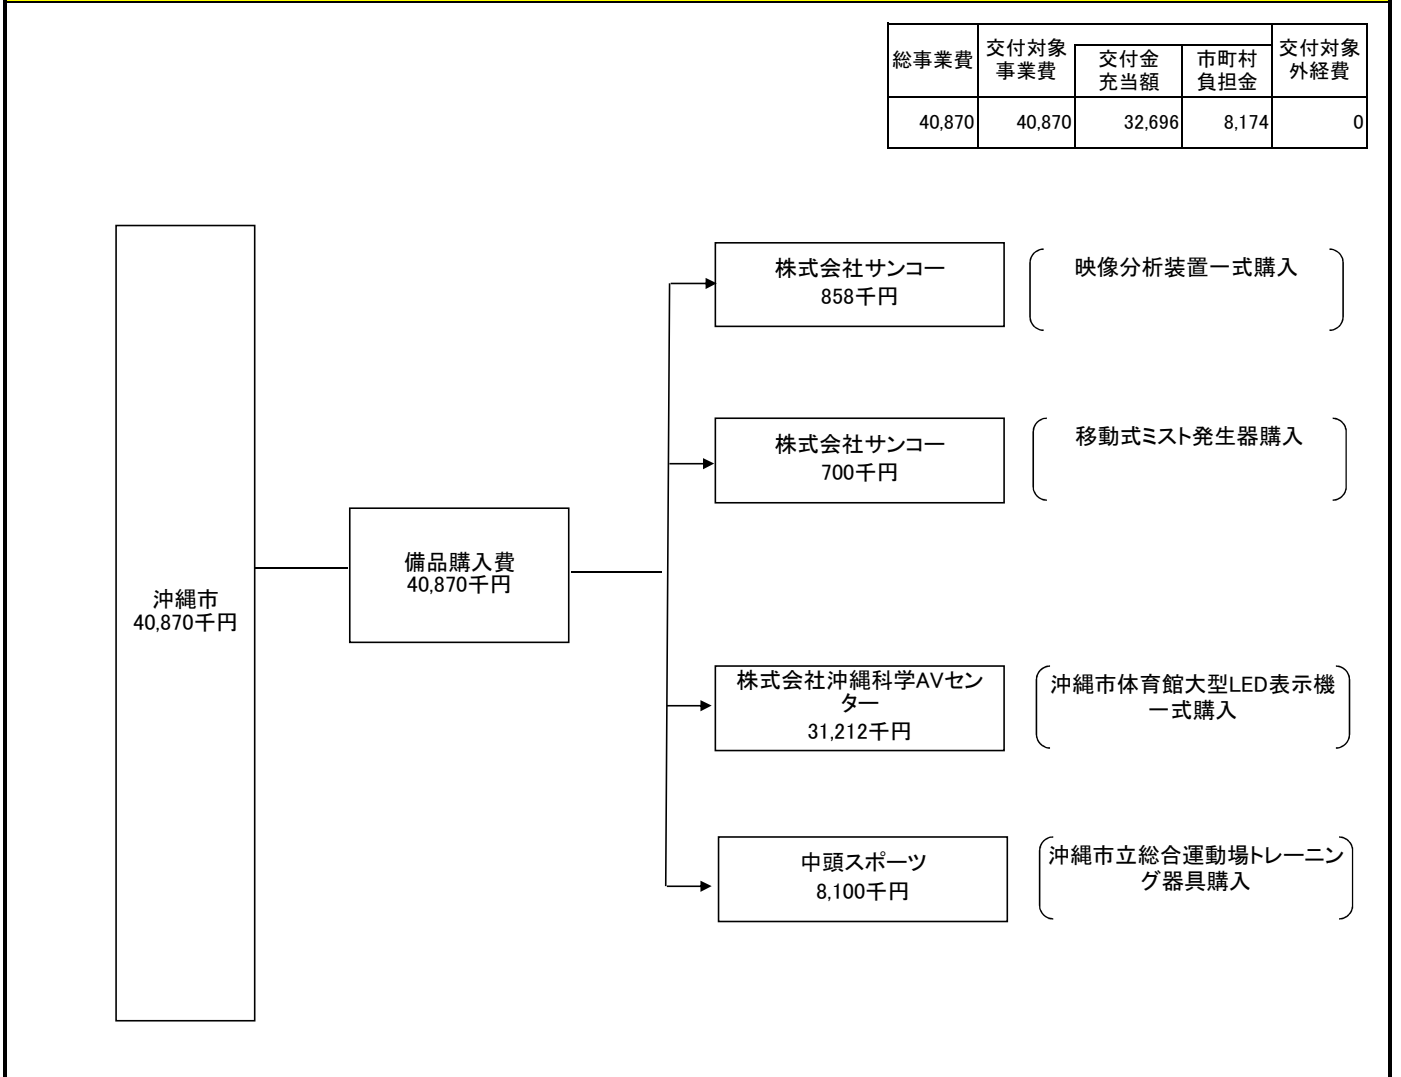 総事業費
交付対象
事業費
交付金
充当額
市町村
負担金
交付対象
外経費
40,870
40,870
32,696
8,174
0
沖縄市
40,870千円
備品購入費
40,870千円
株式会社サンコー
858千円
映像分析装置一式購入
株式会社サンコー
700千円
移動式ミスト発生器購入
株式会社沖縄科学AVセン
ター
31,212千円
沖縄市体育館大型LED表示機
一式購入
中頭スポーツ
8,100千円
沖縄市立総合運動場トレーニン
グ器具購入